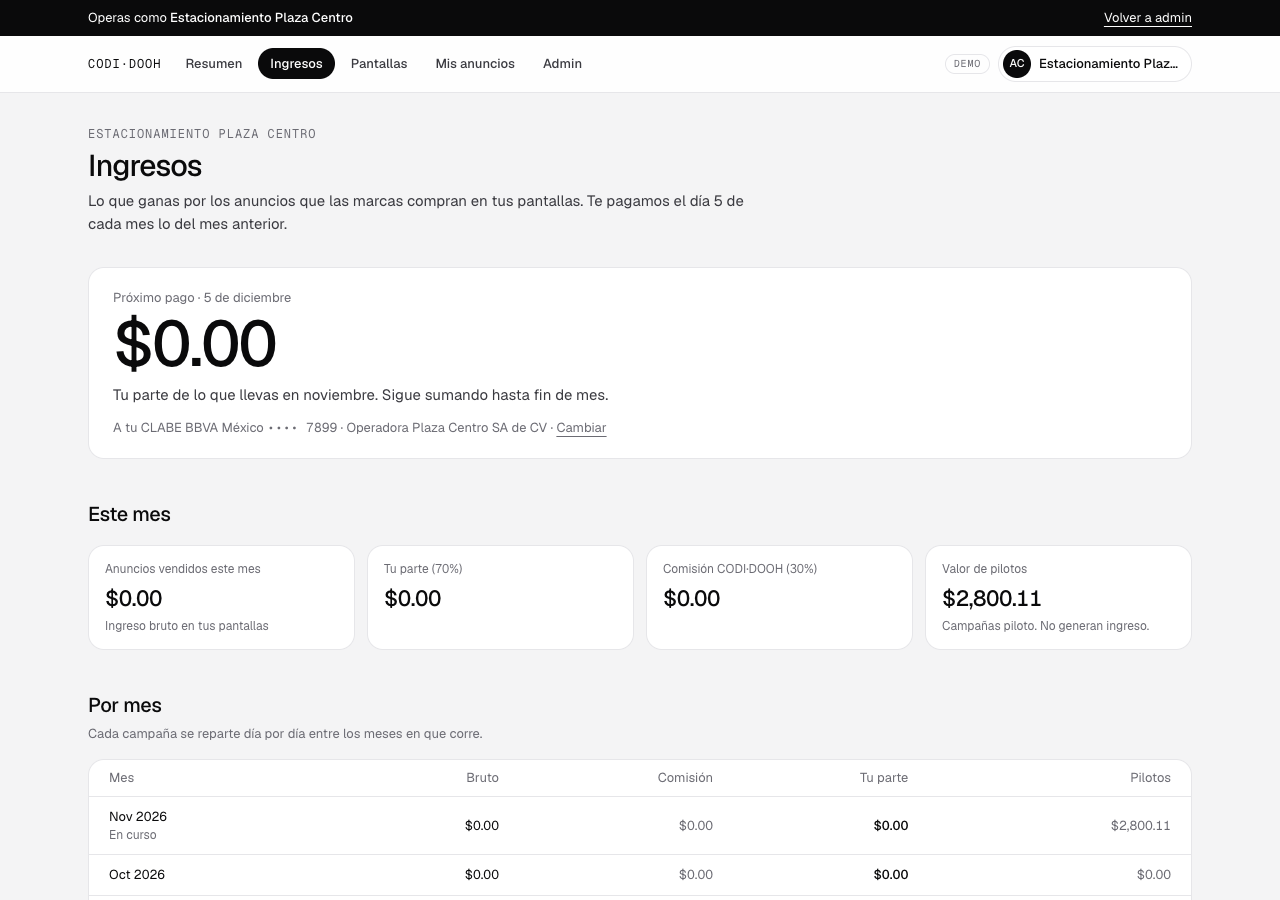 Operas como Estacionamiento Plaza Centro
Volver a admin
CODI·DOOH
Resumen
Ingresos
Pantallas
Mis anuncios
Admin
DEMO
AC
Estacionamiento Plaz...
ESTACIONAMIENTO PLAZA CENTRO
Ingresos
Lo que ganas por los anuncios que las marcas compran en tus pantallas. Te pagamos el día 5 de
cada mes lo del mes anterior.
Próximo pago · 5 de diciembre
$0.00
Tu parte de lo que llevas en noviembre. Sigue sumando hasta fin de mes.
A tu CLABE BBVA México •••• 7899 · Operadora Plaza Centro SA de CV · Cambiar
Este mes
Anuncios vendidos este mes
$0.00
Ingreso bruto en tus pantallas
Tu parte (70%)
$0.00
Comisión CODI·DOOH (30%)
$0.00
Valor de pilotos
$2,800.11
Campañas piloto. No generan ingreso.
Por mes
Cada campaña se reparte día por día entre los meses en que corre.
Mes Bruto Comisión Tu parte Pilotos
Nov 2026 $0.00 $0.00 $0.00 $2,800.11
En curso
Oct 2026 $0.00 $0.00 $0.00 $0.00